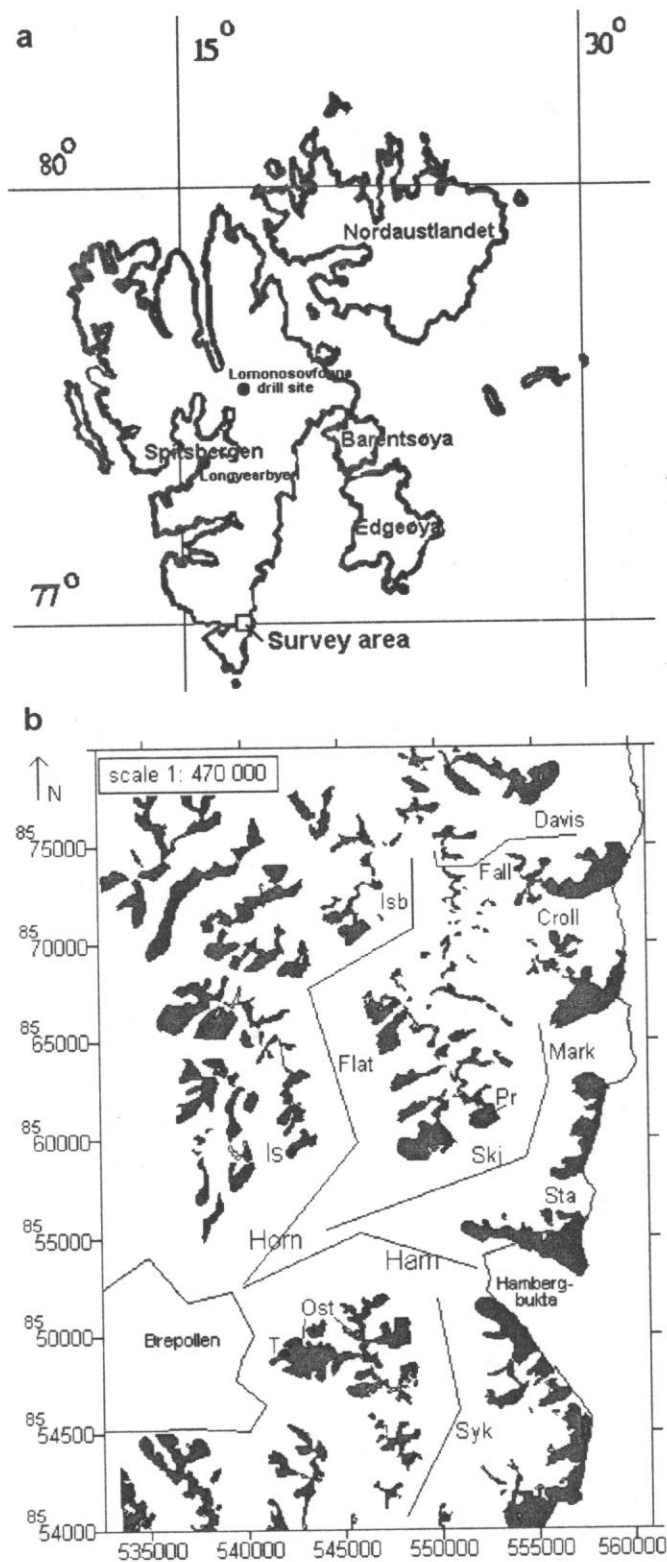 a
15°
30°
80°
Nordaustlandet
Lomonosovfonna
drill site
Spitsbergen
Barentsøya
Longyearbyen
Edgeøya
77°
Survey area
b
N
scale 1: 470 000
Davis
85 75000
Fall
Isb
Croll
85 70000
85 65000
Flat
Mark
Pr
85 60000
Is
Skj
Sta
85 55000
Horn
Ham
Hamberg-
bukta
Ost
85 50000
Brepollen
T
85 54500
Syk
85 54000
535000 540000 545000 550000 555000 560000